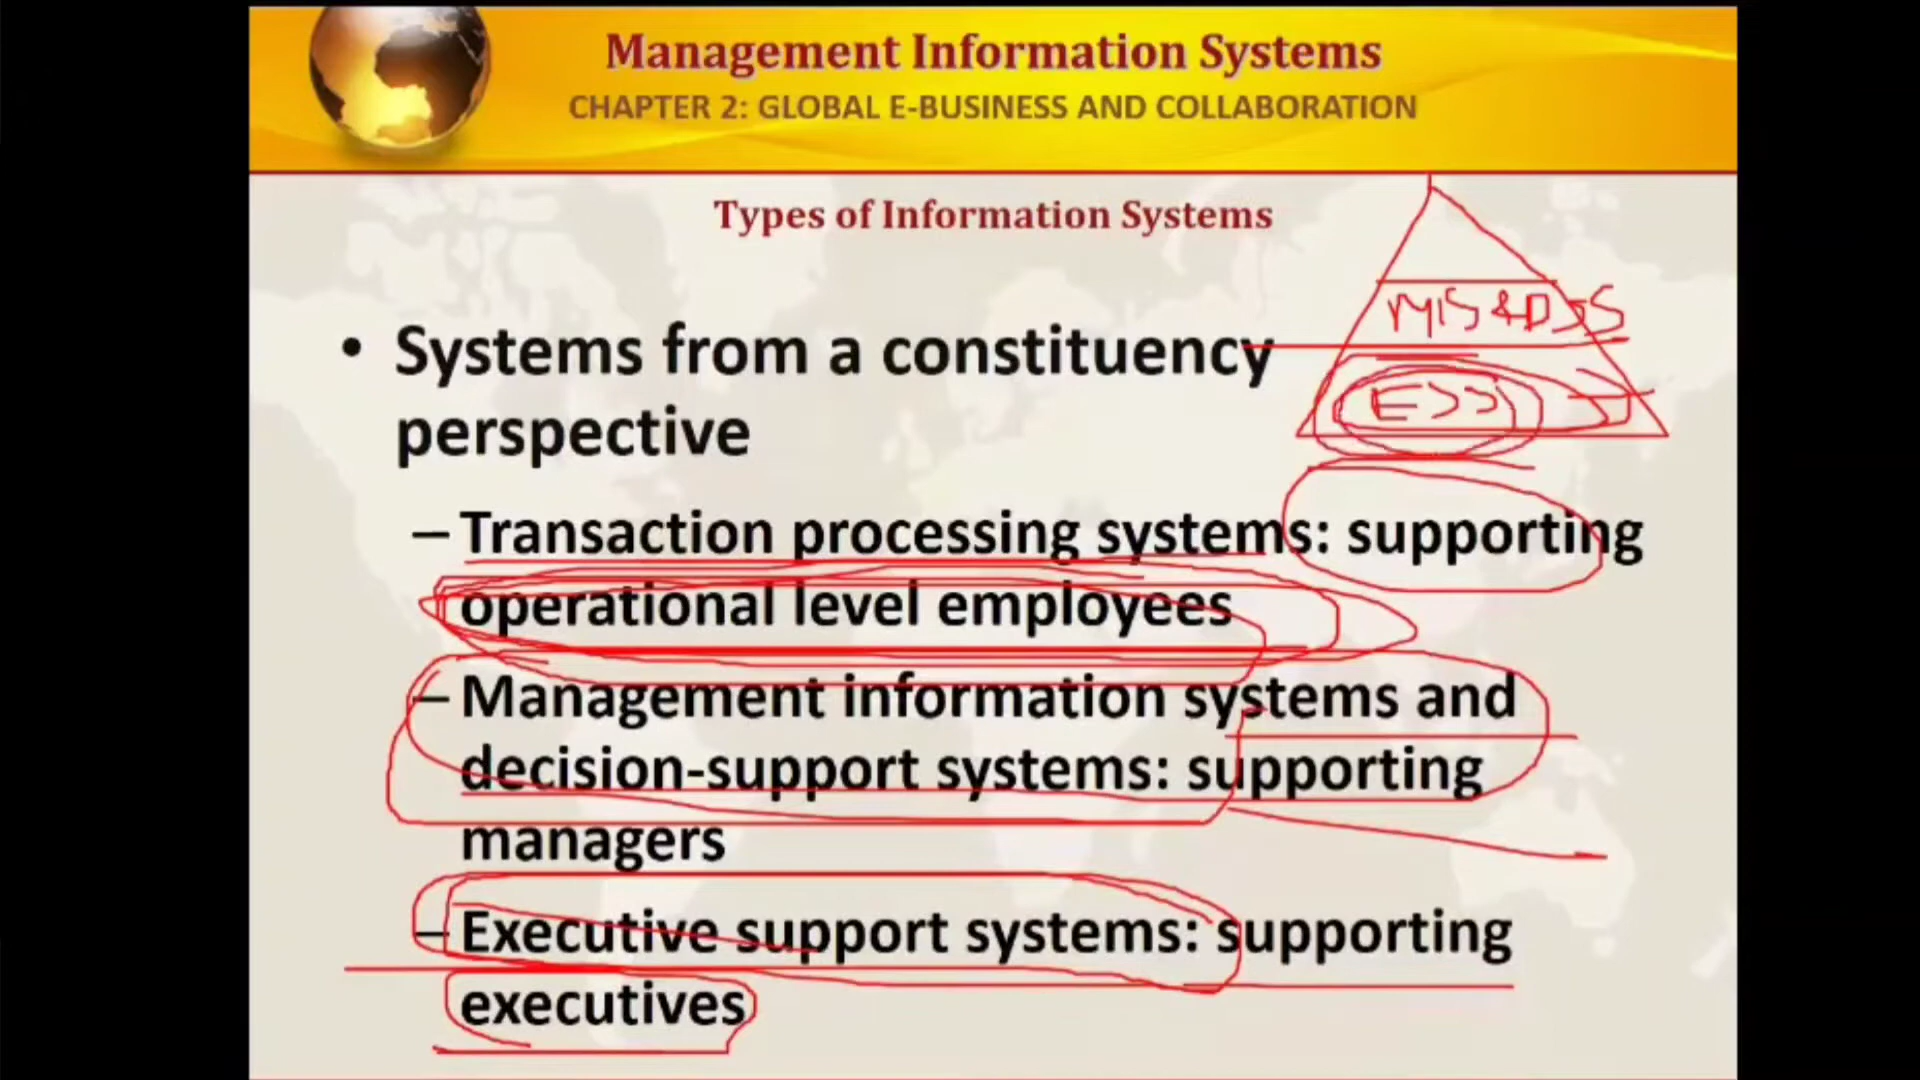 Management Information Systems
CHAPTER 2: GLOBAL E-BUSINESS AND COLLABORATION
Types of Information Systems
MIS & DSS
ESS
• Systems from a constituency
perspective
– Transaction processing systems: supporting
operational level employees
– Management information systems and
decision-support systems: supporting
managers
– Executive support systems: supporting
executives